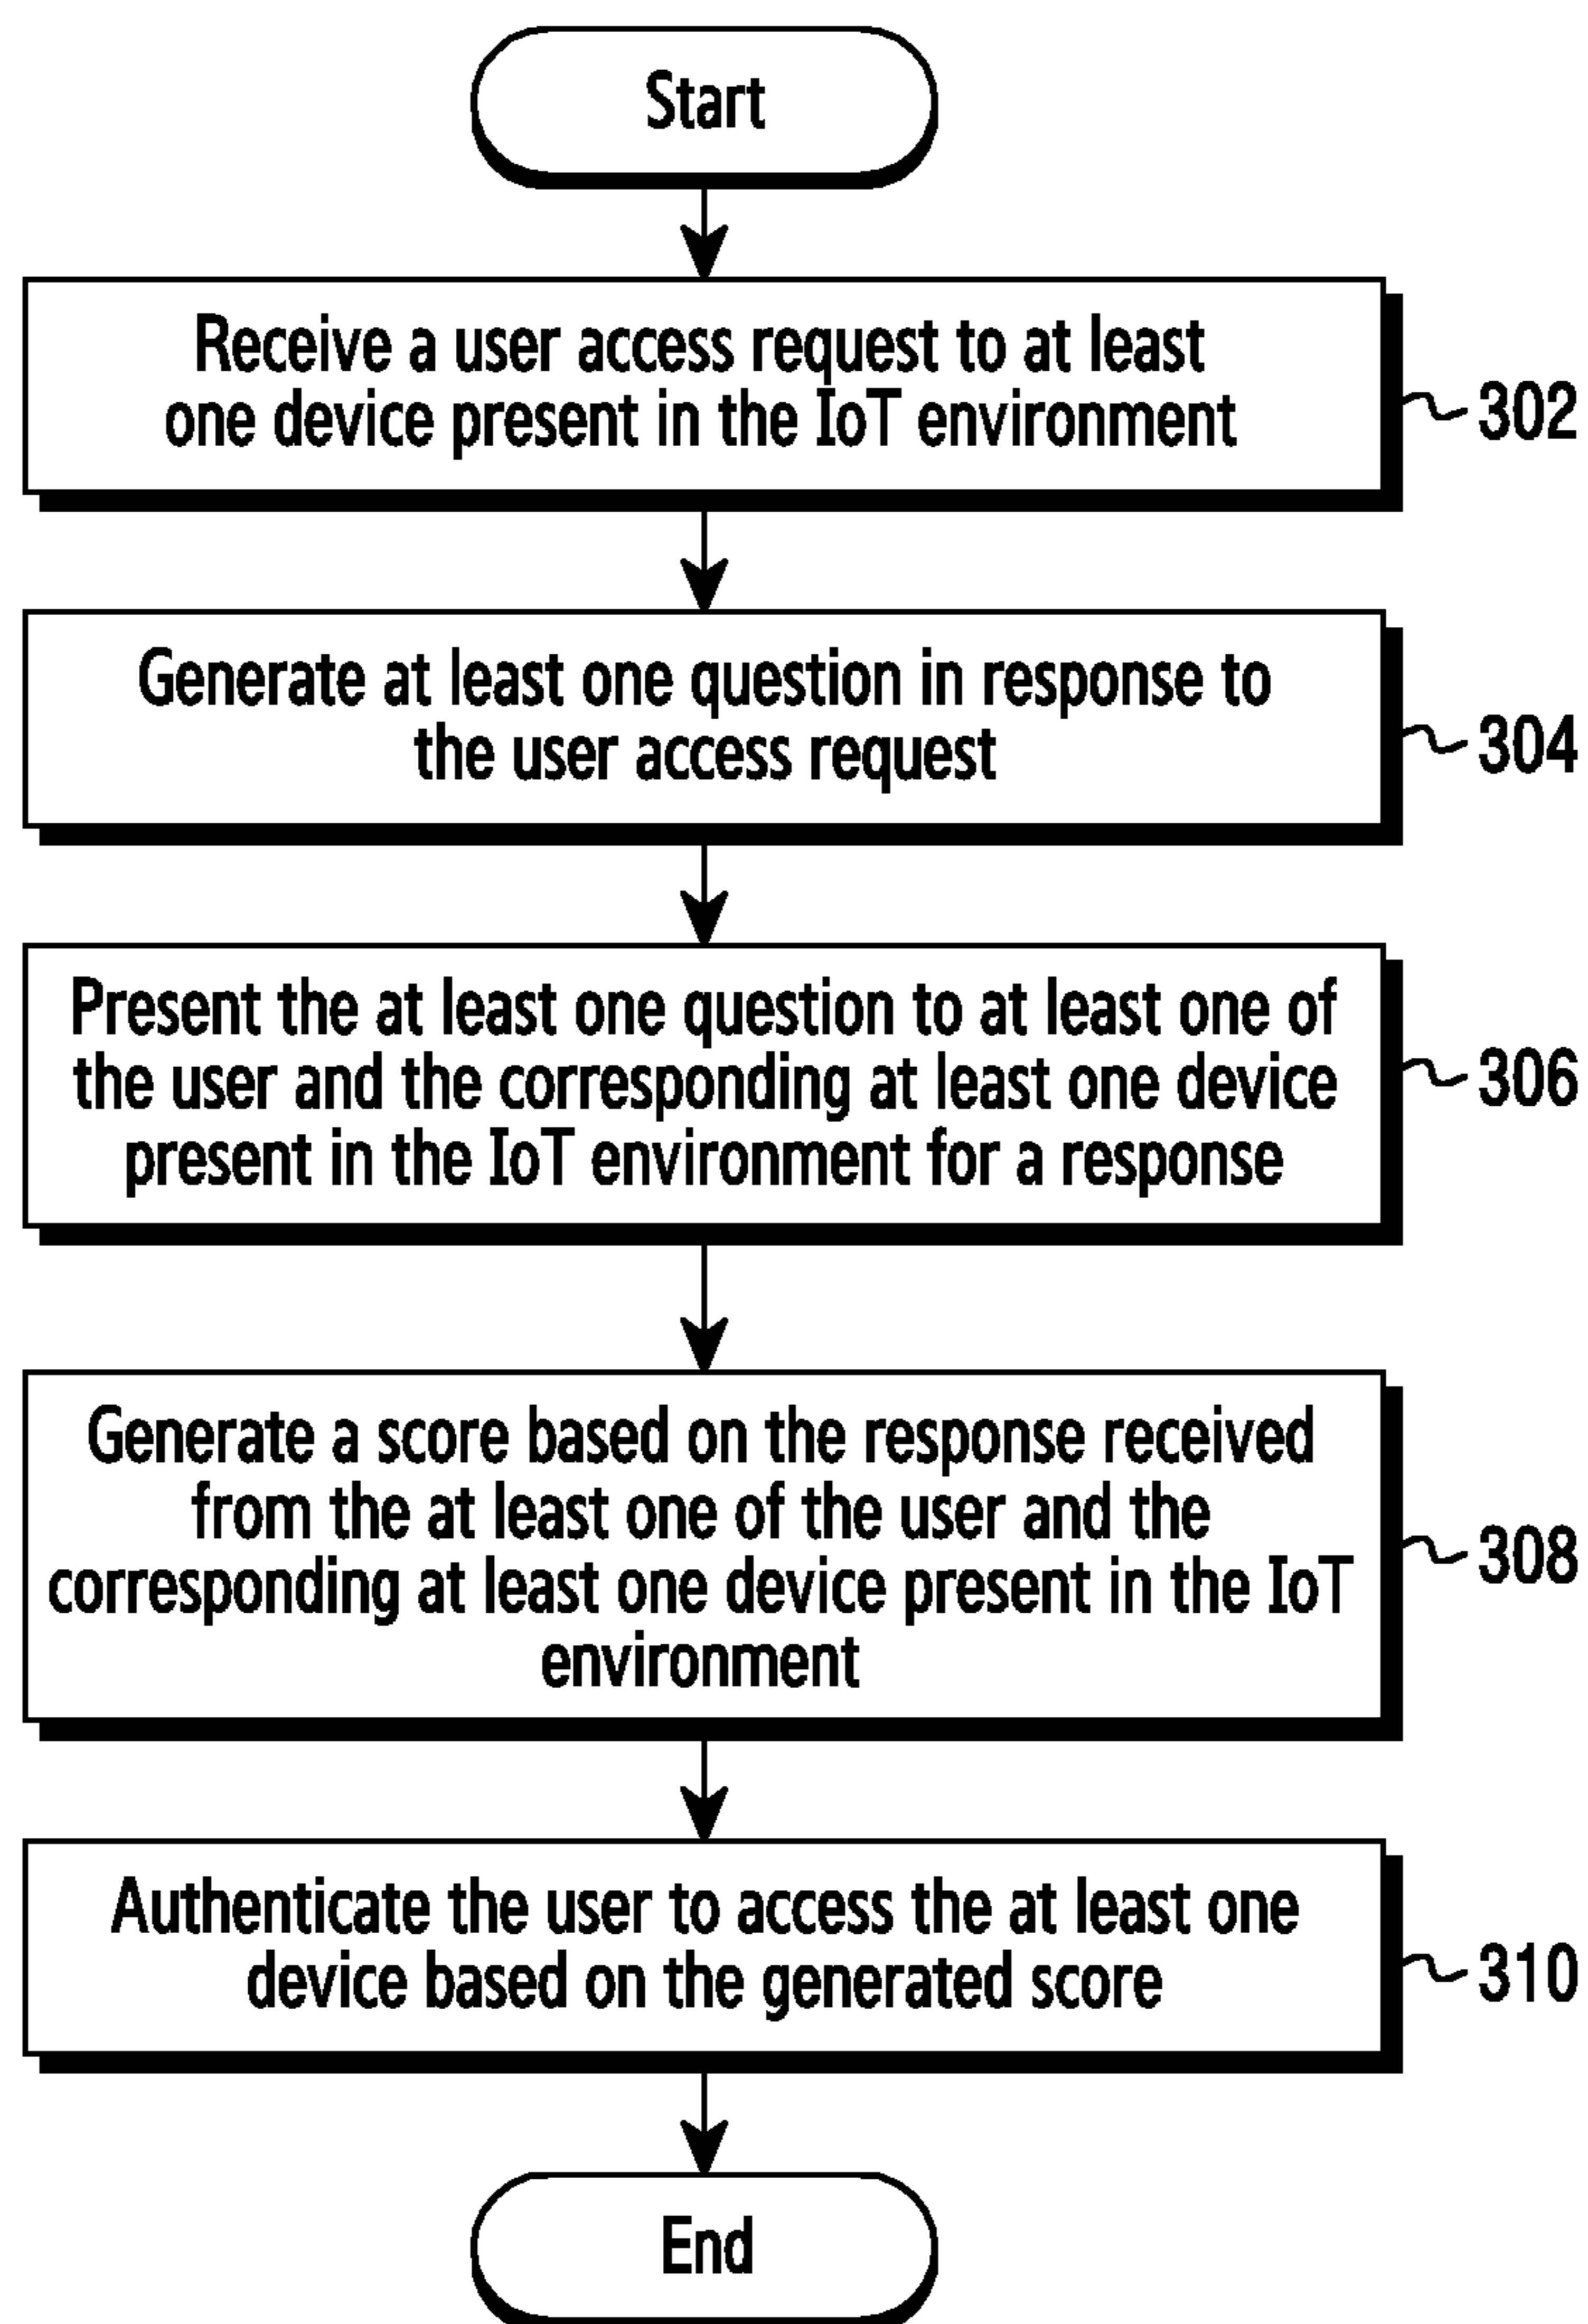 Start
Receive a user access request to at least
one device present in the IoT environment
302
Generate at least one question in response to
the user access request
304
Present the at least one question to at least one of
the user and the corresponding at least one device
present in the IoT environment for a response
306
Generate a score based on the response received
from the at least one of the user and the
corresponding at least one device present in the IoT
environment
308
Authenticate the user to access the at least one
device based on the generated score
310
End